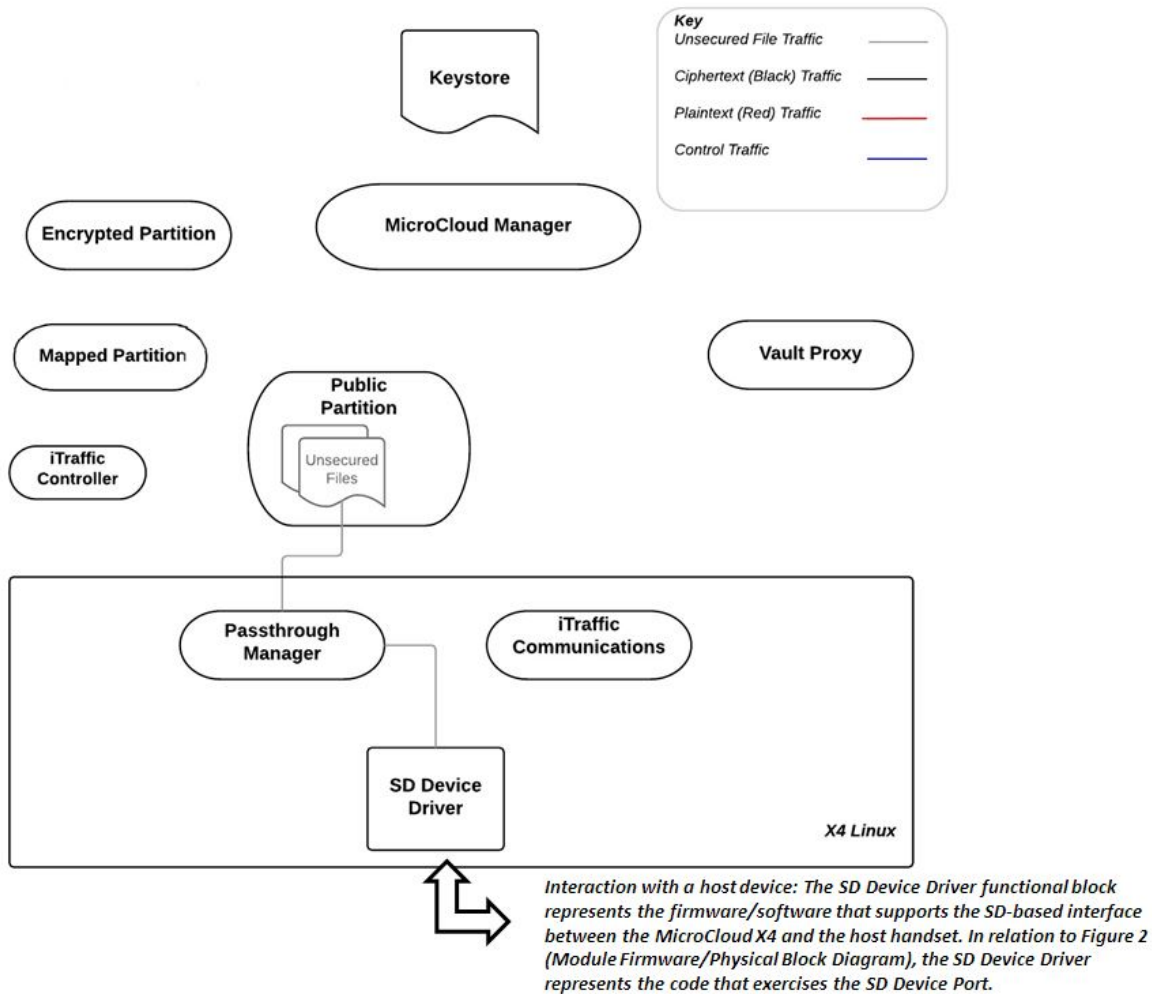 Keystore
Key
Unsecured File Traffic
Ciphertext (Black) Traffic
Plaintext (Red) Traffic
Control Traffic
MicroCloud Manager
Encrypted Partition
Mapped Partition
Vault Proxy
Public
Partition
Unsecured
Files
iTraffic
Controller
Passthrough
Manager
iTraffic
Communications
SD Device
Driver
X4 Linux
Interaction with a host device: The SD Device Driver functional block
represents the firmware/software that supports the SD-based interface
between the MicroCloud X4 and the host handset. In relation to Figure 2
(Module Firmware/Physical Block Diagram), the SD Device Driver
represents the code that exercises the SD Device Port.